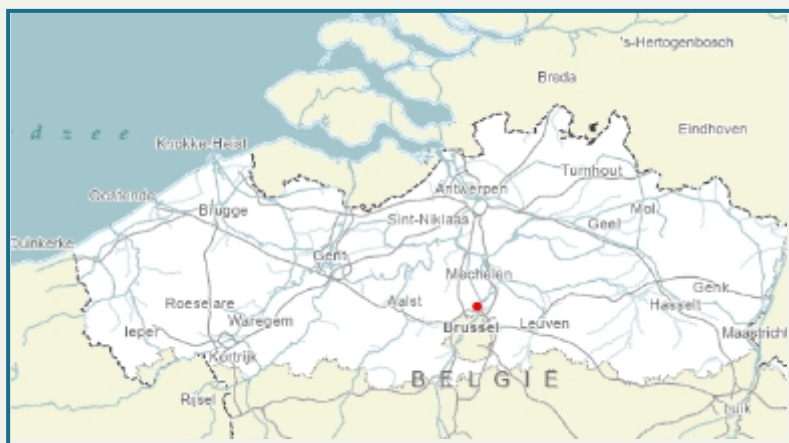 's-Hertogenbosch
Breda
d z e e
Eindhoven
Knokke-Heist
Turnhout
Antwerpen
Oostende
Brugge
Sint-Niklaas
Geel
Mol
Duinkerke
Gent
Mechelen
Genk
Roeselare
Aalst
Hasselt
Ieper
Waregem
Brussel
Leuven
Maastricht
Kortrijk
BELGIË
Rijsel
Luik